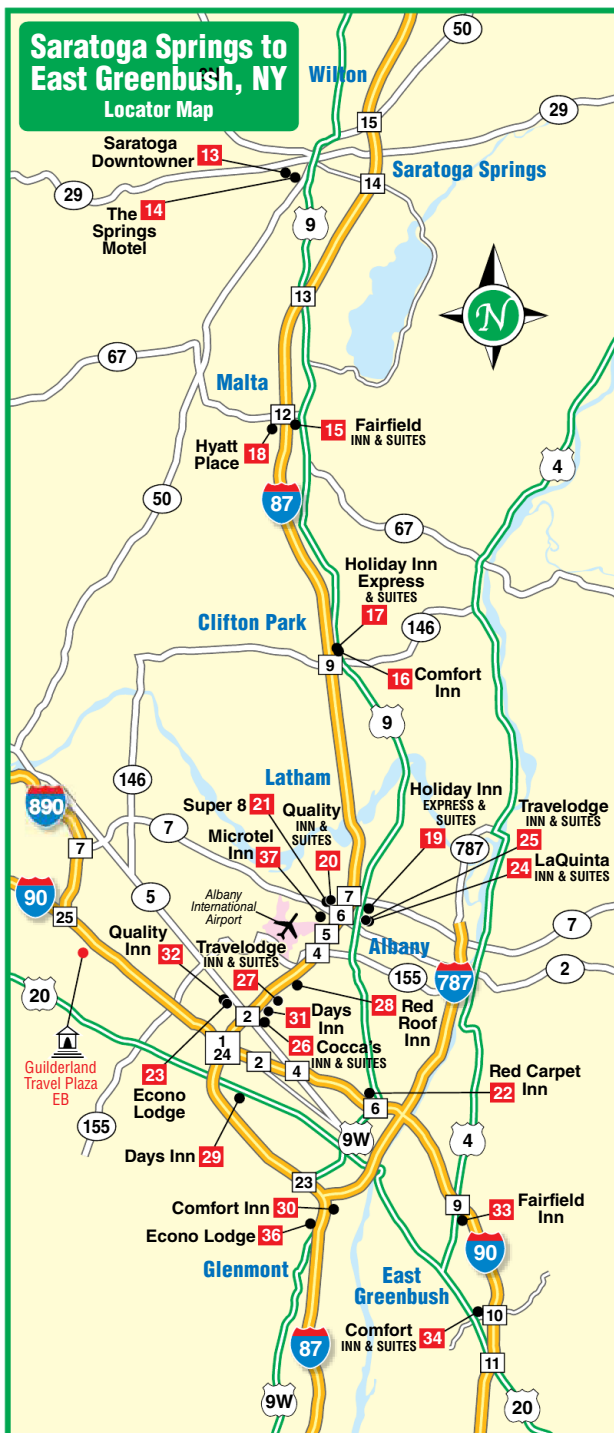 Saratoga Springs to
East Greenbush, NY
Locator Map
50
Wilton
15
29
Saratoga
Downtowner 13
Saratoga Springs
14
29
The 14
Springs
Motel
9
N
13
67
Malta
12
15 Fairfield
INN & SUITES
Hyatt
Place 18
4
87
50
67
Holiday Inn
Express
& SUITES
17
Clifton Park
146
9
16 Comfort
Inn
9
146
Latham
890
Super 8 21
Quality
INN &
SUITES
20
Microtel
Inn 37
Holiday Inn
EXPRESS &
SUITES
19
Travelodge
INN & SUITES
25
24 LaQuinta
INN & SUITES
7
787
7
5
90
25
Albany
International
Airport
7
6
5
4
7
Albany
2
155
787
Quality
Inn 32
Travelodge
INN & SUITES
27
20
28 Red
Roof
Inn
2
31 Days
Inn
26 Cocca's
INN & SUITES
1
24
2
4
Guilderland
Travel Plaza
EB
23
Econo
Lodge
Red Carpet
Inn
22
6
155
9W
4
Days Inn 29
23
9
Comfort Inn 30
33 Fairfield
Inn
Econo Lodge 36
90
Glenmont
East
Greenbush
10
Comfort
INN & SUITES 34
87
11
9W
20